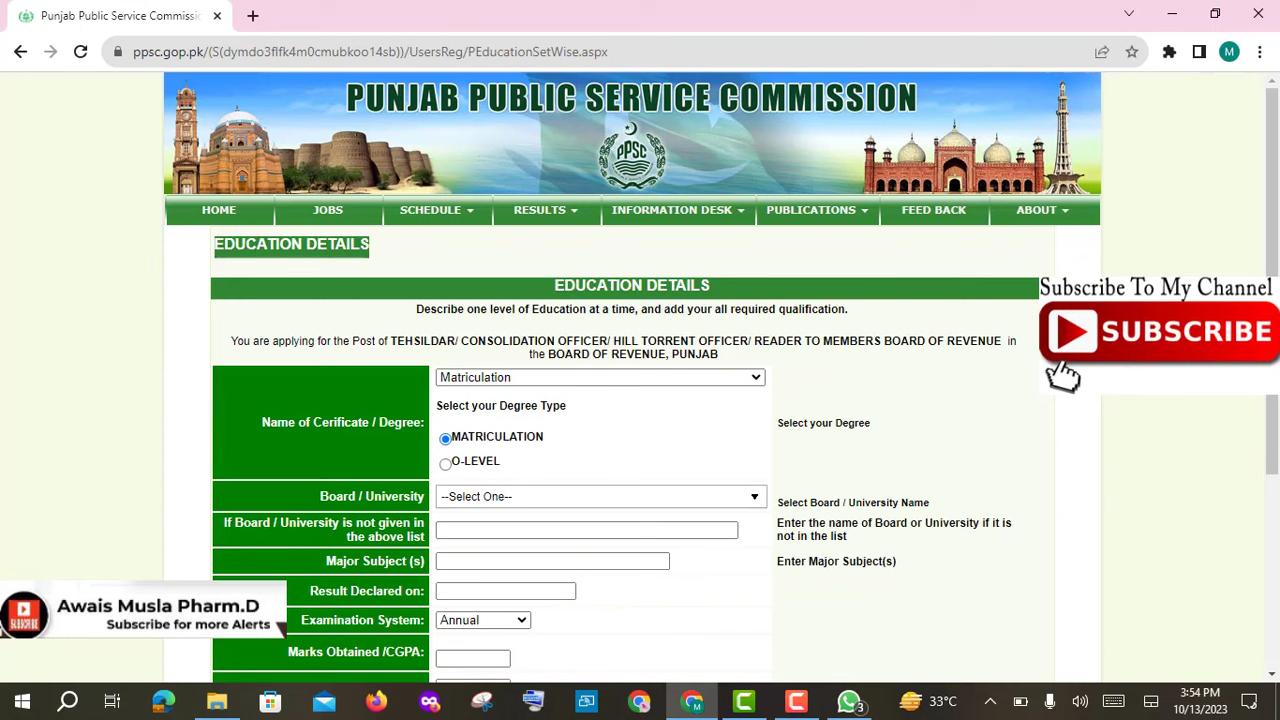 Punjab Public Service Commissio
ppsc.gop.pk/(S(dymdo3flfk4m0cmubkoo14sb))/UsersReg/PEducationSetWise.aspx
M
PUNJAB PUBLIC SERVICE COMMISSION
PPSC
HOME JOBS SCHEDULE RESULTS INFORMATION DESK PUBLICATIONS FEED BACK ABOUT
EDUCATION DETAILS
EDUCATION DETAILS
Describe one level of Education at a time, and add your all required qualification.
You are applying for the Post of TEHSILDAR/ CONSOLIDATION OFFICER/ HILL TORRENT OFFICER/ READER TO MEMBERS BOARD OF REVENUE in
the BOARD OF REVENUE, PUNJAB
Subscribe To My Channel
SUBSCRIBE
Matriculation
Select your Degree Type
Name of Cerificate / Degree:
MATRICULATION
O-LEVEL
Select your Degree
Board / University
--Select One--
Select Board / University Name
If Board / University is not given in
the above list
Enter the name of Board or University if it is
not in the list
Major Subject (s)
Enter Major Subject(s)
Result Declared on:
Examination System:
Annual
Marks Obtained /CGPA:
SUBSCRIBE
Awais Musla Pharm.D
Subscribe for more Alerts
3
33°C
3:54 PM
10/13/2023